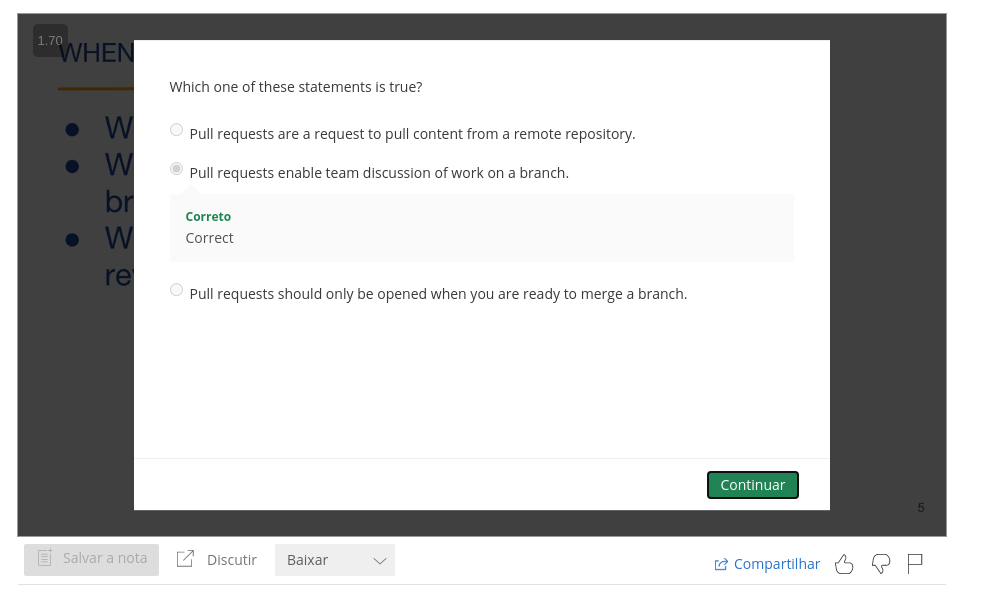 1.70
WHEN
Which one of these statements is true?
Pull requests are a request to pull content from a remote repository.
W
Pull requests enable team discussion of work on a branch.
W
br
Correto
Correct
W
re
Pull requests should only be opened when you are ready to merge a branch.
Continuar
5
Salvar a nota
Discutir
Baixar
Compartilhar